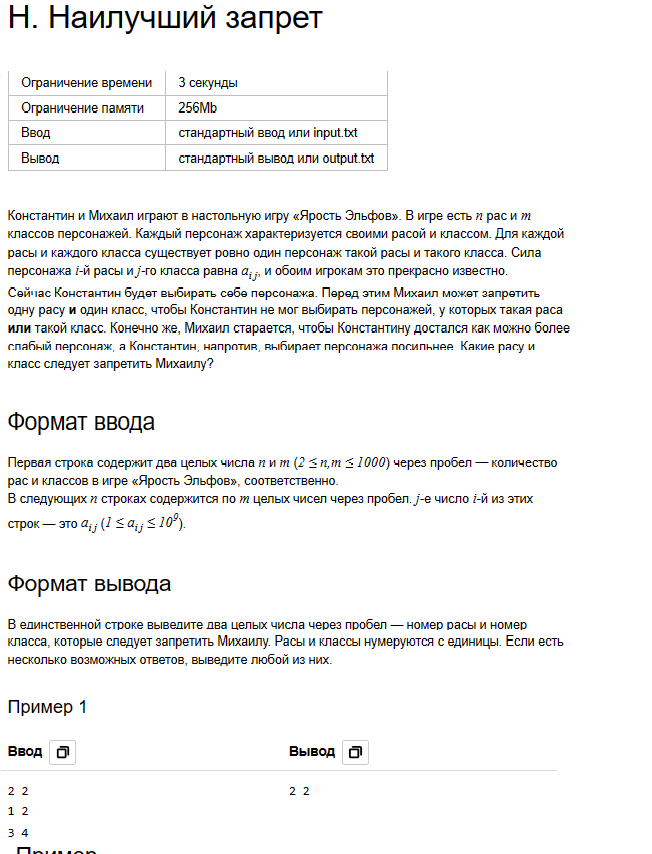 Н. Наилучший запрет
Ограничение времени 3 секунды
Ограничение памяти 256Mb
Ввод стандартный ввод или input.txt
Вывод стандартный вывод или output.txt
Константин и Михаил играют в настольную игру «Ярость Эльфов». В игре есть n рас и m
классов персонажей. Каждый персонаж характеризуется своими расой и классом. Для каждой
расы и каждого класса существует ровно один персонаж такой расы и такого класса. Сила
персонажа i-й расы и j-го класса равна a_{i j}, и обоим игрокам это прекрасно известно.
Сейчас Константин будет выбирать себе персонажа. Перед этим Михаил может запретить
одну расу и один класс, чтобы Константин не мог выбирать персонажей, у которых такая раса
или такой класс. Конечно же, Михаил старается, чтобы Константину достался как можно более
слабый персонаж, а Константин, напротив, выбирает персонажа посильнее. Какие расу и
класс следует запретить Михаилу?
Формат ввода
Первая строка содержит два целых числа n и m (2 ≤ n,m ≤ 1000) через пробел — количество
рас и классов в игре «Ярость Эльфов», соответственно.
В следующих n строках содержится по m целых чисел через пробел. j-е число i-й из этих
строк — это a_{i j} (1 ≤ a_{i j} ≤ 10^9).
Формат вывода
В единственной строке выведите два целых числа через пробел — номер расы и номер
класса, которые следует запретить Михаилу. Расы и классы нумеруются с единицы. Если есть
несколько возможных ответов, выведите любой из них.
Пример 1
Ввод Вывод
2 2 2 2
1 2
3 4
Пример